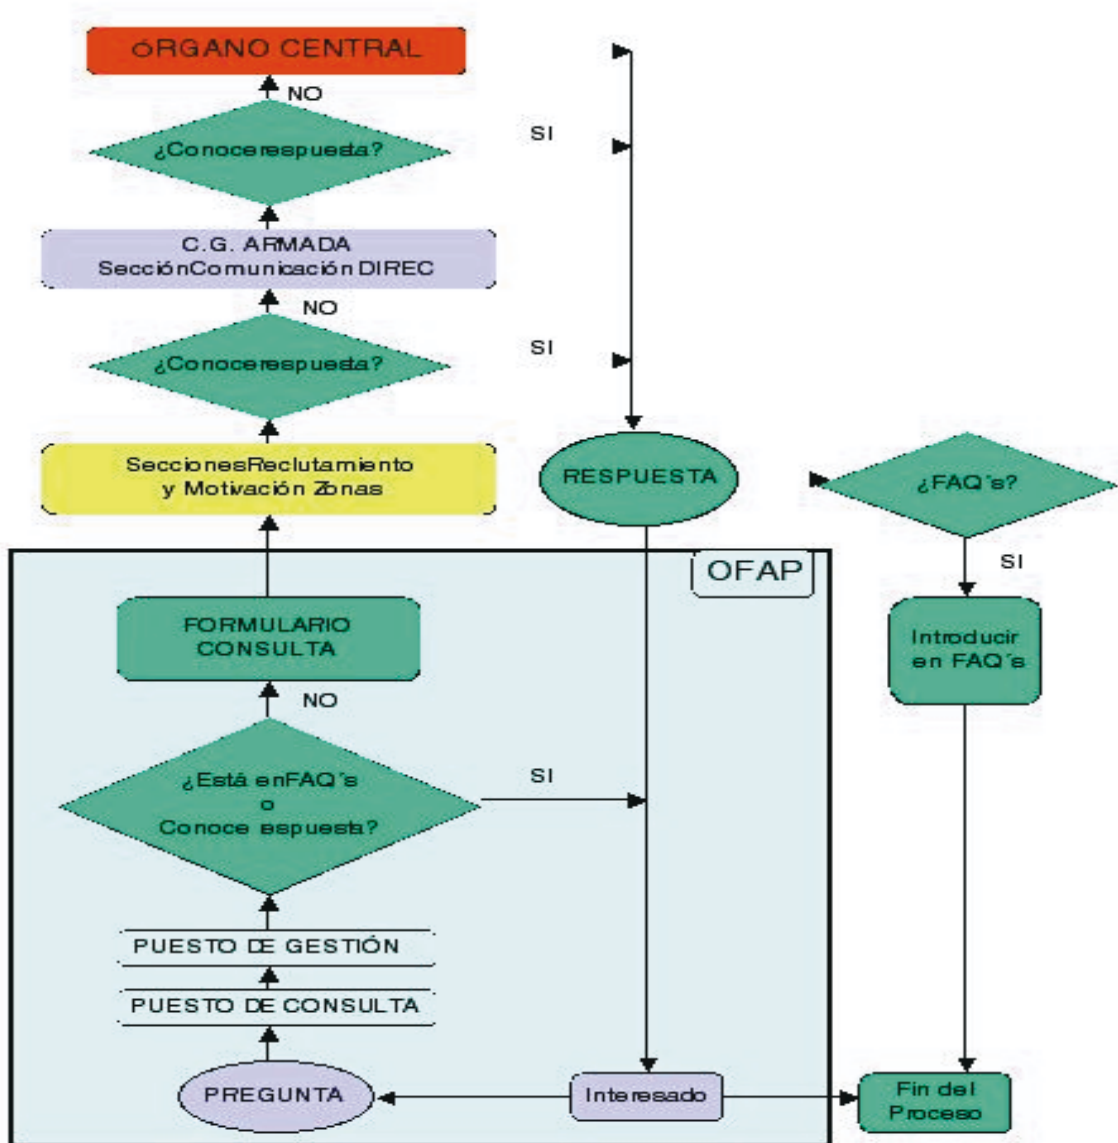 ÓRGANO CENTRAL
NO
¿Conocerespuesta?
SI
C.G. ARMADA
SecciónComunicación DIREC
NO
¿Conocerespuesta?
SI
SeccionesReclutamiento
y Motivación Zonas
RESPUESTA
¿FAQ´s?
SI
OFAP
FORMULARIO
CONSULTA
Introducir
en FAQ´s
NO
¿Está enFAQ´s
o
Conoce espuesta?
SI
PUESTO DE GESTIÓN
PUESTO DE CONSULTA
PREGUNTA
Interesado
Fin del
Proceso